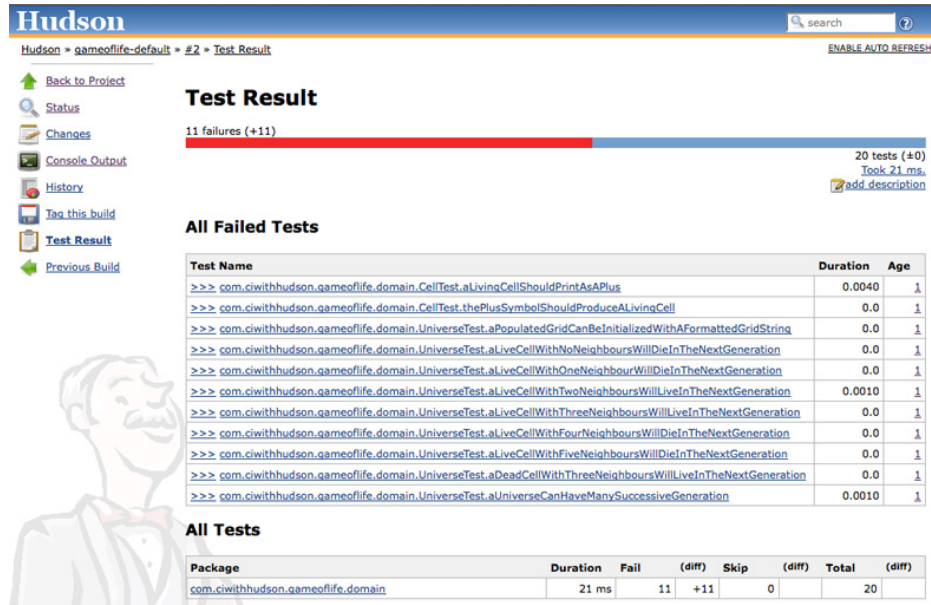 Hudson
search
?
Hudson » gameoflife-default » #2 » Test Result
ENABLE AUTO REFRESH
Back to Project
Status
Changes
Console Output
History
Tag this build
Test Result
Previous Build
Test Result
11 failures (+11)
20 tests (±0)
Took 21 ms.
add description
All Failed Tests
Test Name Duration Age
>>> com.ciwithhudson.gameoflife.domain.CellTest.aLivingCellShouldPrintAsAPlus 0.0040 1
>>> com.ciwithhudson.gameoflife.domain.CellTest.thePlusSymbolShouldProduceALivingCell 0.0 1
>>> com.ciwithhudson.gameoflife.domain.UniverseTest.aPopulatedGridCanBeInitializedWithAFormattedGridString 0.0 1
>>> com.ciwithhudson.gameoflife.domain.UniverseTest.aLiveCellWithNoNeighboursWillDieInTheNextGeneration 0.0 1
>>> com.ciwithhudson.gameoflife.domain.UniverseTest.aLiveCellWithOneNeighbourWillDieInTheNextGeneration 0.0 1
>>> com.ciwithhudson.gameoflife.domain.UniverseTest.aLiveCellWithTwoNeighboursWillLiveInTheNextGeneration 0.0010 1
>>> com.ciwithhudson.gameoflife.domain.UniverseTest.aLiveCellWithThreeNeighboursWillLiveInTheNextGeneration 0.0 1
>>> com.ciwithhudson.gameoflife.domain.UniverseTest.aLiveCellWithFourNeighboursWillDieInTheNextGeneration 0.0 1
>>> com.ciwithhudson.gameoflife.domain.UniverseTest.aLiveCellWithFiveNeighboursWillDieInTheNextGeneration 0.0 1
>>> com.ciwithhudson.gameoflife.domain.UniverseTest.aDeadCellWithThreeNeighboursWillLiveInTheNextGeneration 0.0 1
>>> com.ciwithhudson.gameoflife.domain.UniverseTest.aUniverseCanHaveManySuccessiveGeneration 0.0010 1
All Tests
Package Duration Fail (diff) Skip (diff) Total (diff)
com.ciwithhudson.gameoflife.domain 21 ms 11 +11 0 20